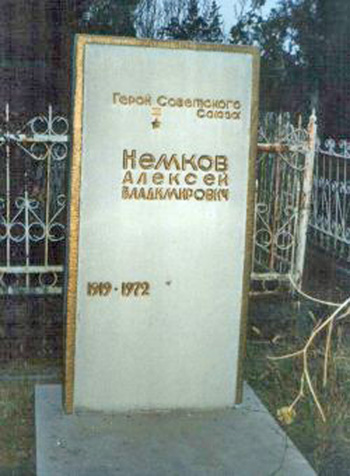 Герой Советского
Союза
Немков
Алексей
Владимирович
1919 · 1972